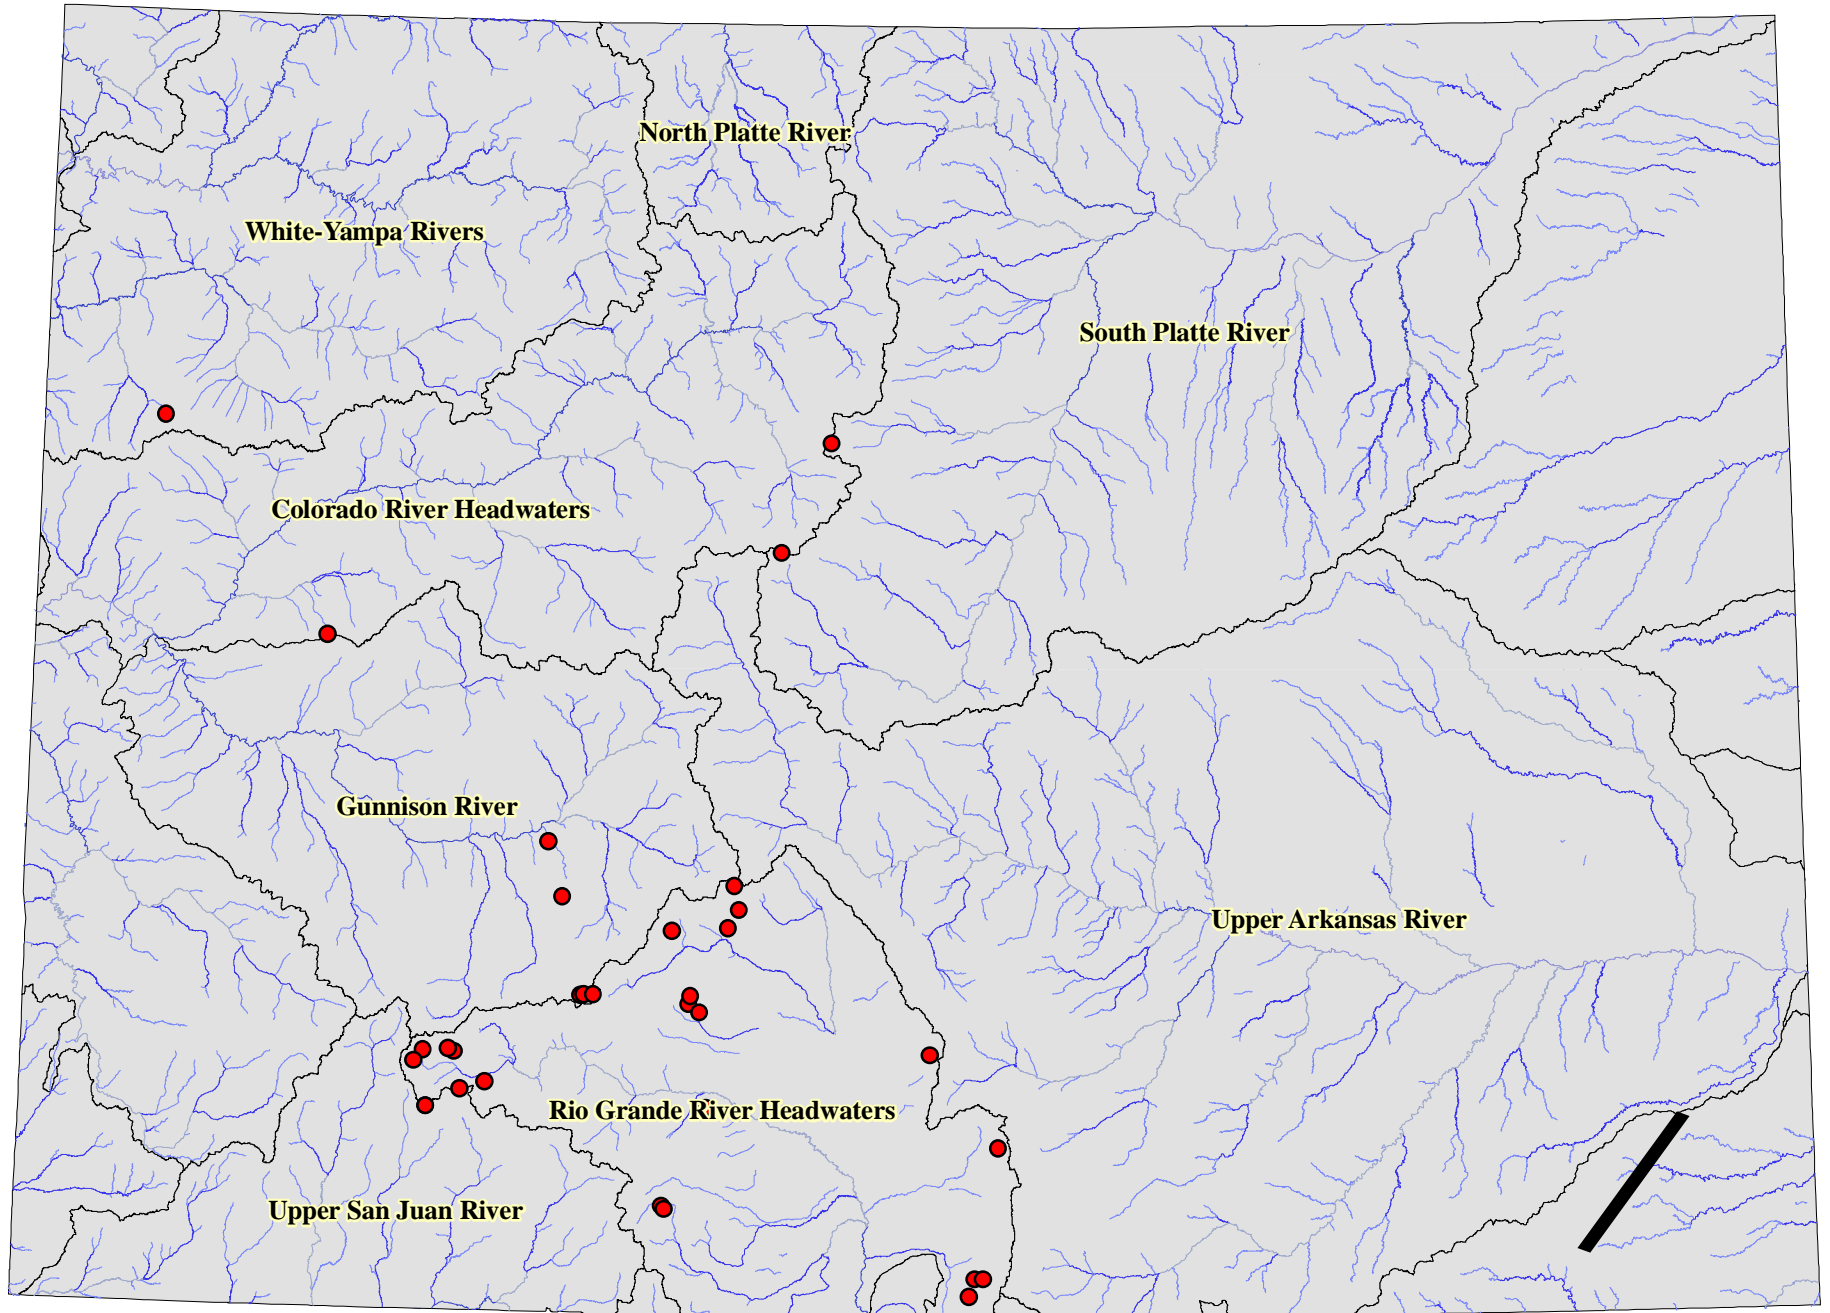 North Platte River
White-Yampa Rivers
South Platte River
Colorado River Headwaters
Gunnison River
Upper Arkansas River
Rio Grande River Headwaters
Upper San Juan River